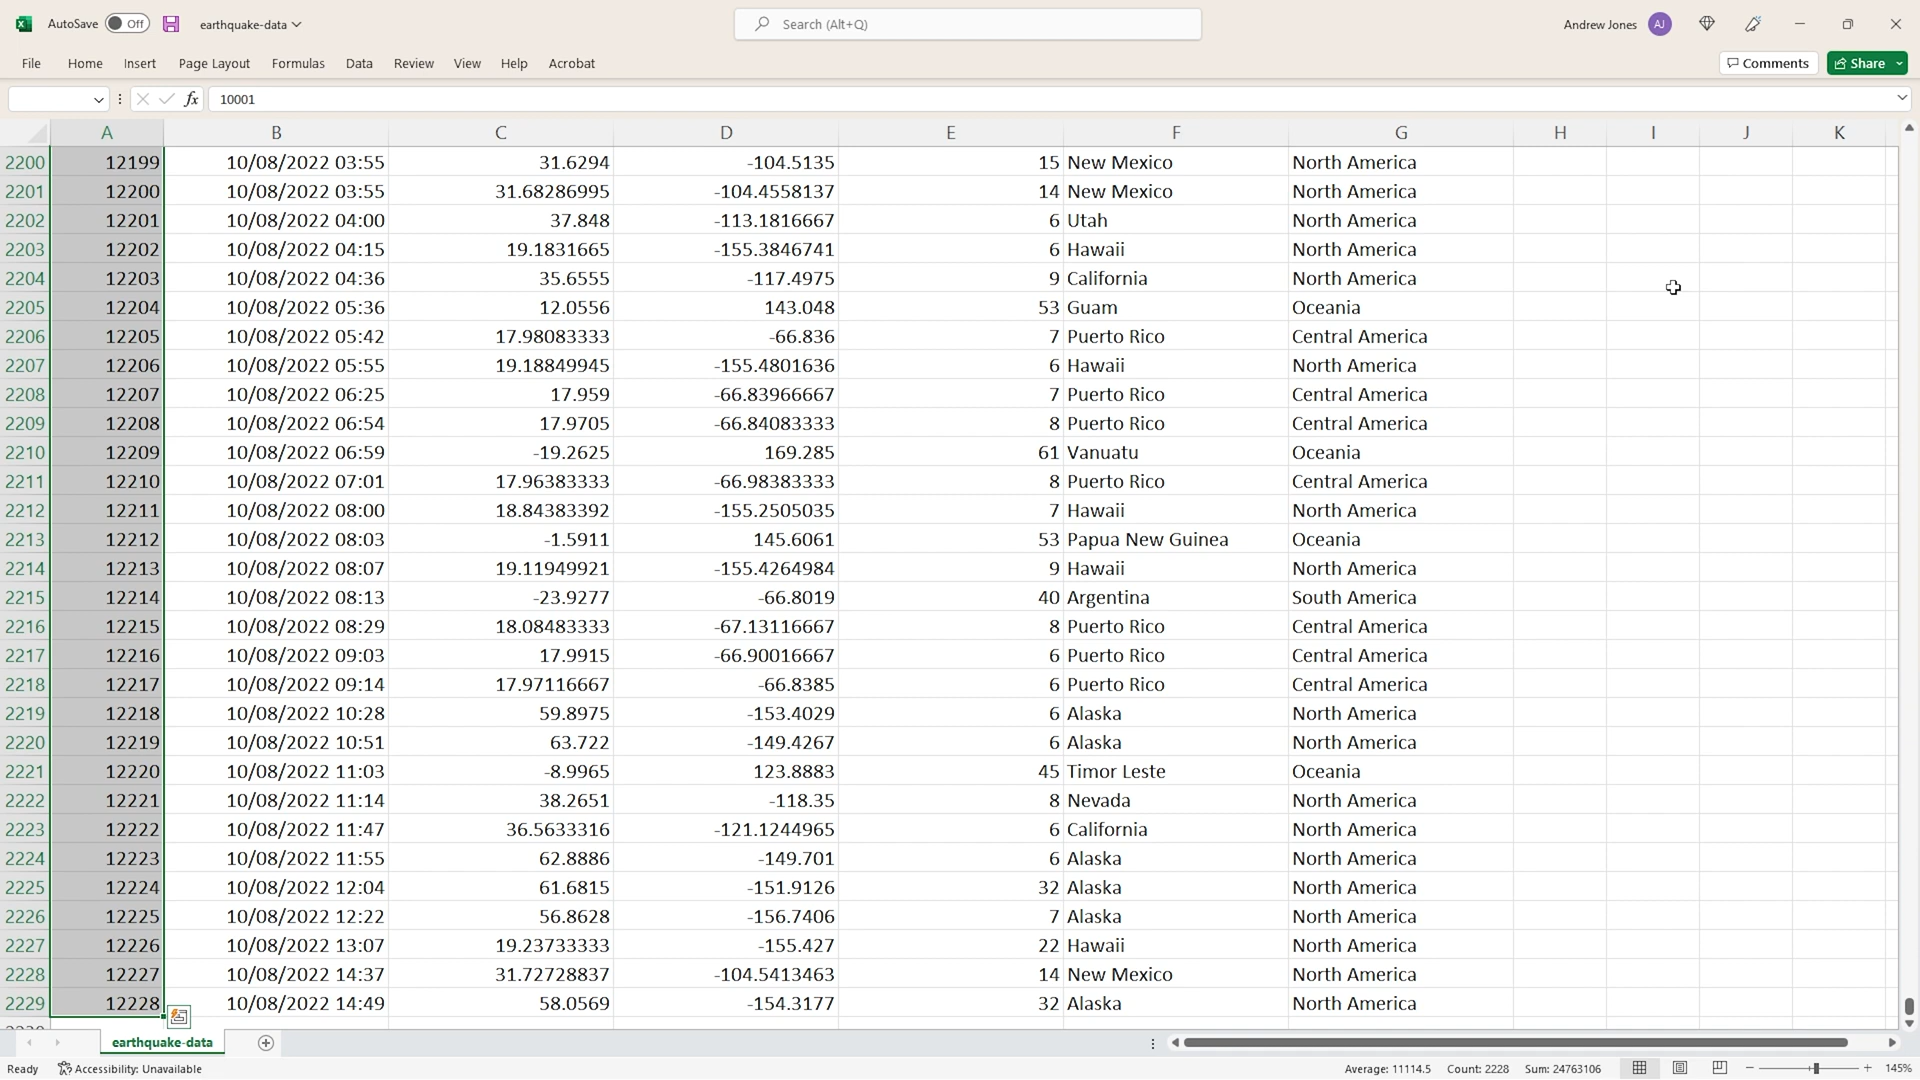 AutoSave Off earthquake-data Search (Alt+Q) Andrew Jones AJ
File Home Insert Page Layout Formulas Data Review View Help Acrobat Comments Share
fx 10001
A B C D E F G H I J K
2200 12199 10/08/2022 03:55 31.6294 -104.5135 15 New Mexico North America
2201 12200 10/08/2022 03:55 31.68286995 -104.4558137 14 New Mexico North America
2202 12201 10/08/2022 04:00 37.848 -113.1816667 6 Utah North America
2203 12202 10/08/2022 04:15 19.1831665 -155.3846741 6 Hawaii North America
2204 12203 10/08/2022 04:36 35.6555 -117.4975 9 California North America
2205 12204 10/08/2022 05:36 12.0556 143.048 53 Guam Oceania
2206 12205 10/08/2022 05:42 17.98083333 -66.836 7 Puerto Rico Central America
2207 12206 10/08/2022 05:55 19.18849945 -155.4801636 6 Hawaii North America
2208 12207 10/08/2022 06:25 17.959 -66.83966667 7 Puerto Rico Central America
2209 12208 10/08/2022 06:54 17.9705 -66.84083333 8 Puerto Rico Central America
2210 12209 10/08/2022 06:59 -19.2625 169.285 61 Vanuatu Oceania
2211 12210 10/08/2022 07:01 17.96383333 -66.98383333 8 Puerto Rico Central America
2212 12211 10/08/2022 08:00 18.84383392 -155.2505035 7 Hawaii North America
2213 12212 10/08/2022 08:03 -1.5911 145.6061 53 Papua New Guinea Oceania
2214 12213 10/08/2022 08:07 19.11949921 -155.4264984 9 Hawaii North America
2215 12214 10/08/2022 08:13 -23.9277 -66.8019 40 Argentina South America
2216 12215 10/08/2022 08:29 18.08483333 -67.13116667 8 Puerto Rico Central America
2217 12216 10/08/2022 09:03 17.9915 -66.90016667 6 Puerto Rico Central America
2218 12217 10/08/2022 09:14 17.97116667 -66.8385 6 Puerto Rico Central America
2219 12218 10/08/2022 10:28 59.8975 -153.4029 6 Alaska North America
2220 12219 10/08/2022 10:51 63.722 -149.4267 6 Alaska North America
2221 12220 10/08/2022 11:03 -8.9965 123.8883 45 Timor Leste Oceania
2222 12221 10/08/2022 11:14 38.2651 -118.35 8 Nevada North America
2223 12222 10/08/2022 11:47 36.5633316 -121.1244965 6 California North America
2224 12223 10/08/2022 11:55 62.8886 -149.701 6 Alaska North America
2225 12224 10/08/2022 12:04 61.6815 -151.9126 32 Alaska North America
2226 12225 10/08/2022 12:22 56.8628 -156.7406 7 Alaska North America
2227 12226 10/08/2022 13:07 19.23733333 -155.427 22 Hawaii North America
2228 12227 10/08/2022 14:37 31.72728837 -104.5413463 14 New Mexico North America
2229 12228 10/08/2022 14:49 58.0569 -154.3177 32 Alaska North America
earthquake-data
Ready Accessibility: Unavailable Average: 11114.5 Count: 2228 Sum: 24763106 145%